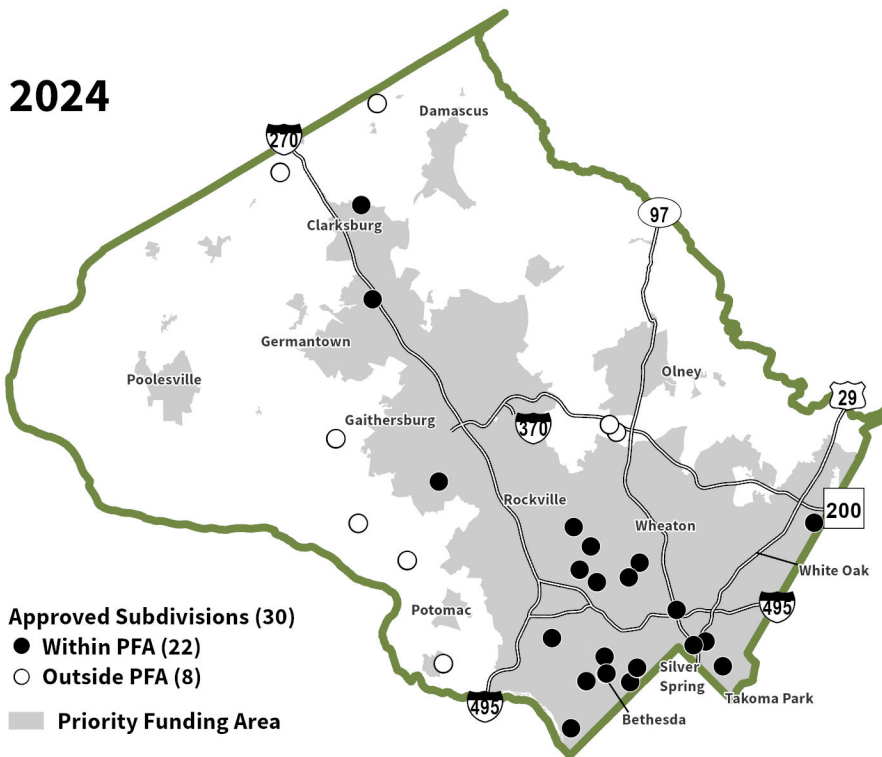 2024
Damascus
270
97
Clarksburg
Germantown
Olney
Poolesville
29
Gaithersburg
370
Rockville
Wheaton
200
White Oak
495
Potomac
Silver
Spring
Takoma Park
495
Bethesda
Approved Subdivisions (30)
Within PFA (22)
Outside PFA (8)
Priority Funding Area